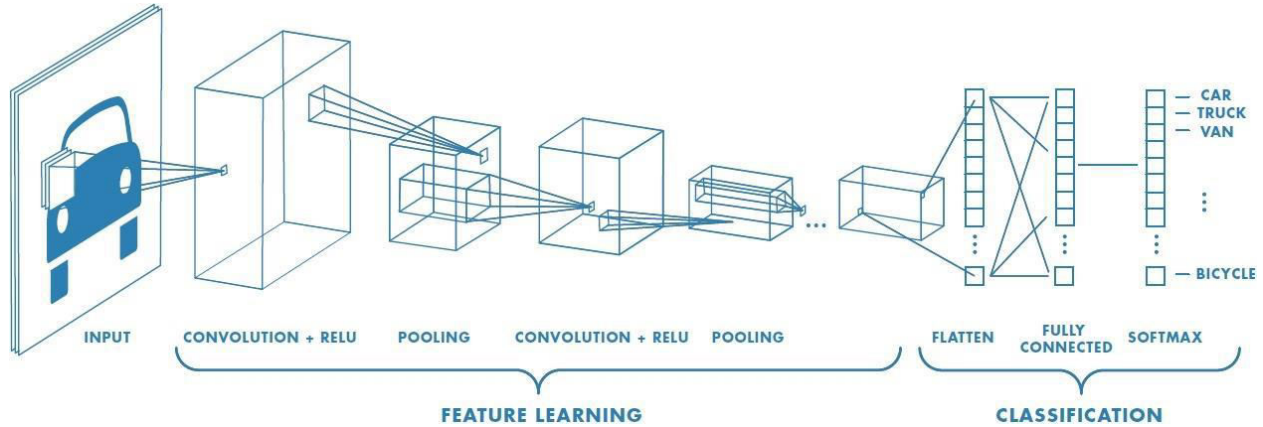 CAR
TRUCK
VAN
BICYCLE
INPUT
CONVOLUTION + RELU
POOLING
CONVOLUTION + RELU
POOLING
FLATTEN
FULLY
CONNECTED
SOFTMAX
FEATURE LEARNING
CLASSIFICATION